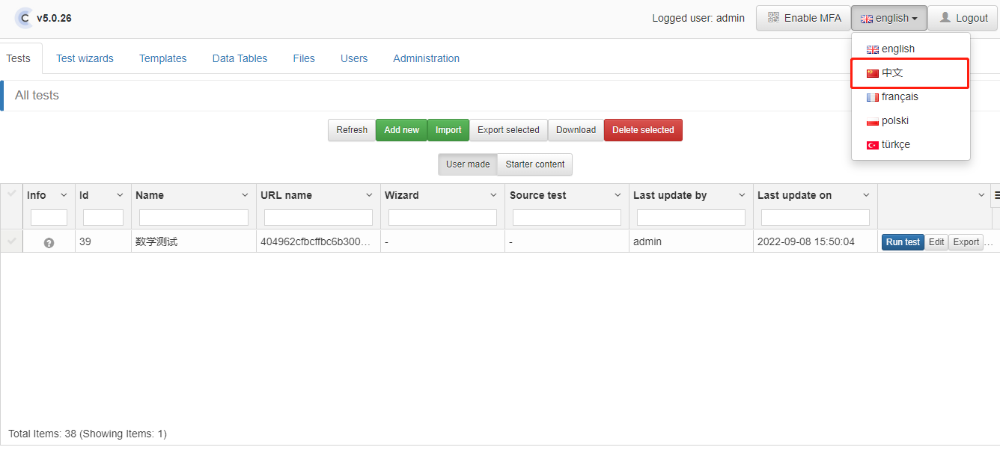 C v5.0.26
Logged user: admin
Enable MFA
english
Logout
english
中文
français
polski
türkçe
Tests
Test wizards
Templates
Data Tables
Files
Users
Administration
All tests
Refresh
Add new
Import
Export selected
Download
Delete selected
User made
Starter content
Info
Id
Name
URL name
Wizard
Source test
Last update by
Last update on
39
数学测试
404962cfbcffbc6b300...
-
-
admin
2022-09-08 15:50:04
Run test
Edit
Export
...
Total Items: 38 (Showing Items: 1)